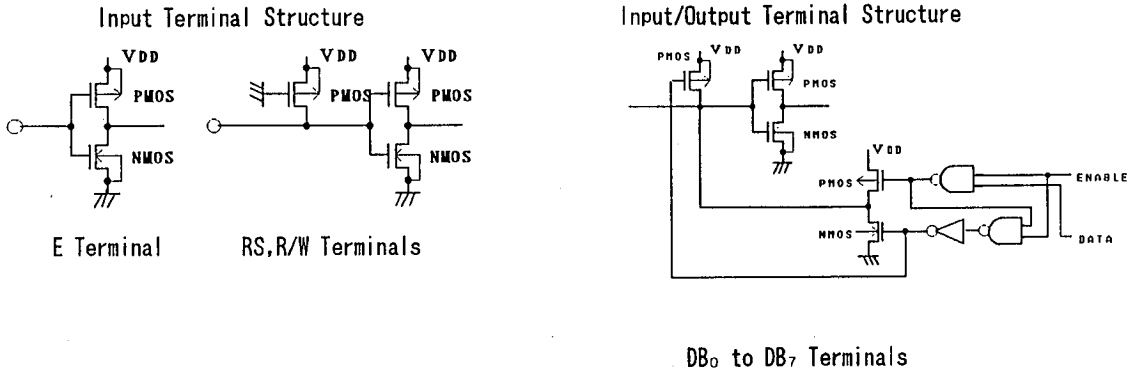 Input Terminal Structure
VDD
PMOS
NMOS
E Terminal
VDD
PMOS
VDD
PMOS
NMOS
RS,R/W Terminals
Input/Output Terminal Structure
PMOS
VDD
VDD
PMOS
NMOS
VDD
PMOS
NMOS
ENABLE
DATA
DB₀ to DB₇ Terminals